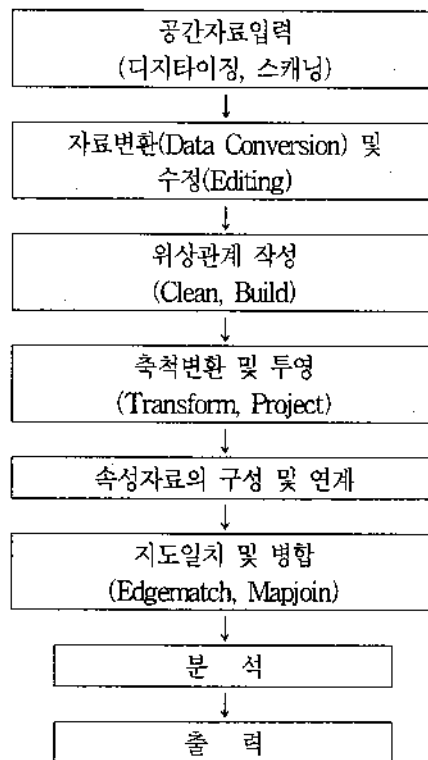 공간자료입력
(디지타이징, 스캐닝)
자료변환(Data Conversion) 및
수정(Editing)
위상관계 작성
(Clean, Build)
축척변환 및 투영
(Transform, Project)
속성자료의 구성 및 연계
지도일치 및 병합
(Edgematch, Mapjoin)
분 석
출 력